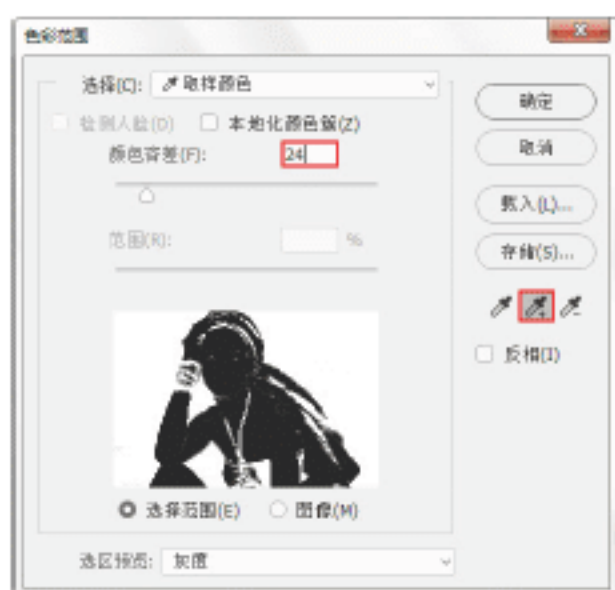 色彩范围
选择(C): 取样颜色
检测人脸(D) 本地化颜色簇(Z)
颜色容差(F): 24
范围(R): %
选择范围(E) 图像(M)
选区预览: 灰度
确定
取消
载入(L)...
存储(S)...
反相(I)